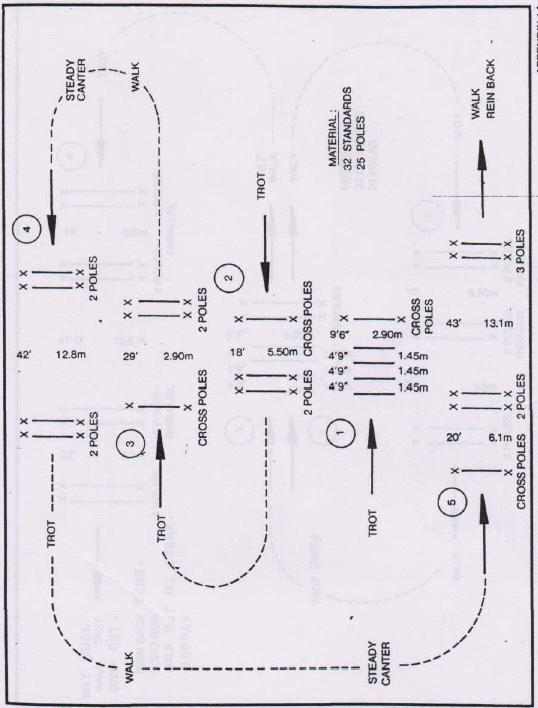 STEADY
CANTER
WALK
4
2 POLES
2 POLES
42' 12.8m
2 POLES
29' 2.90m
3
CROSS POLES
TROT
TROT
WALK
2
TROT
CROSS POLES
18' 5.50m
2 POLES
MATERIAL:
32 STANDARDS
25 POLES
1
TROT
4'9" 1.45m
4'9" 1.45m
4'9" 1.45m
9'6" 2.90m
CROSS
POLES
STEADY
CANTER
5
CROSS POLES
20' 6.1m
2 POLES
43' 13.1m
3 POLES
WALK
REIN BACK